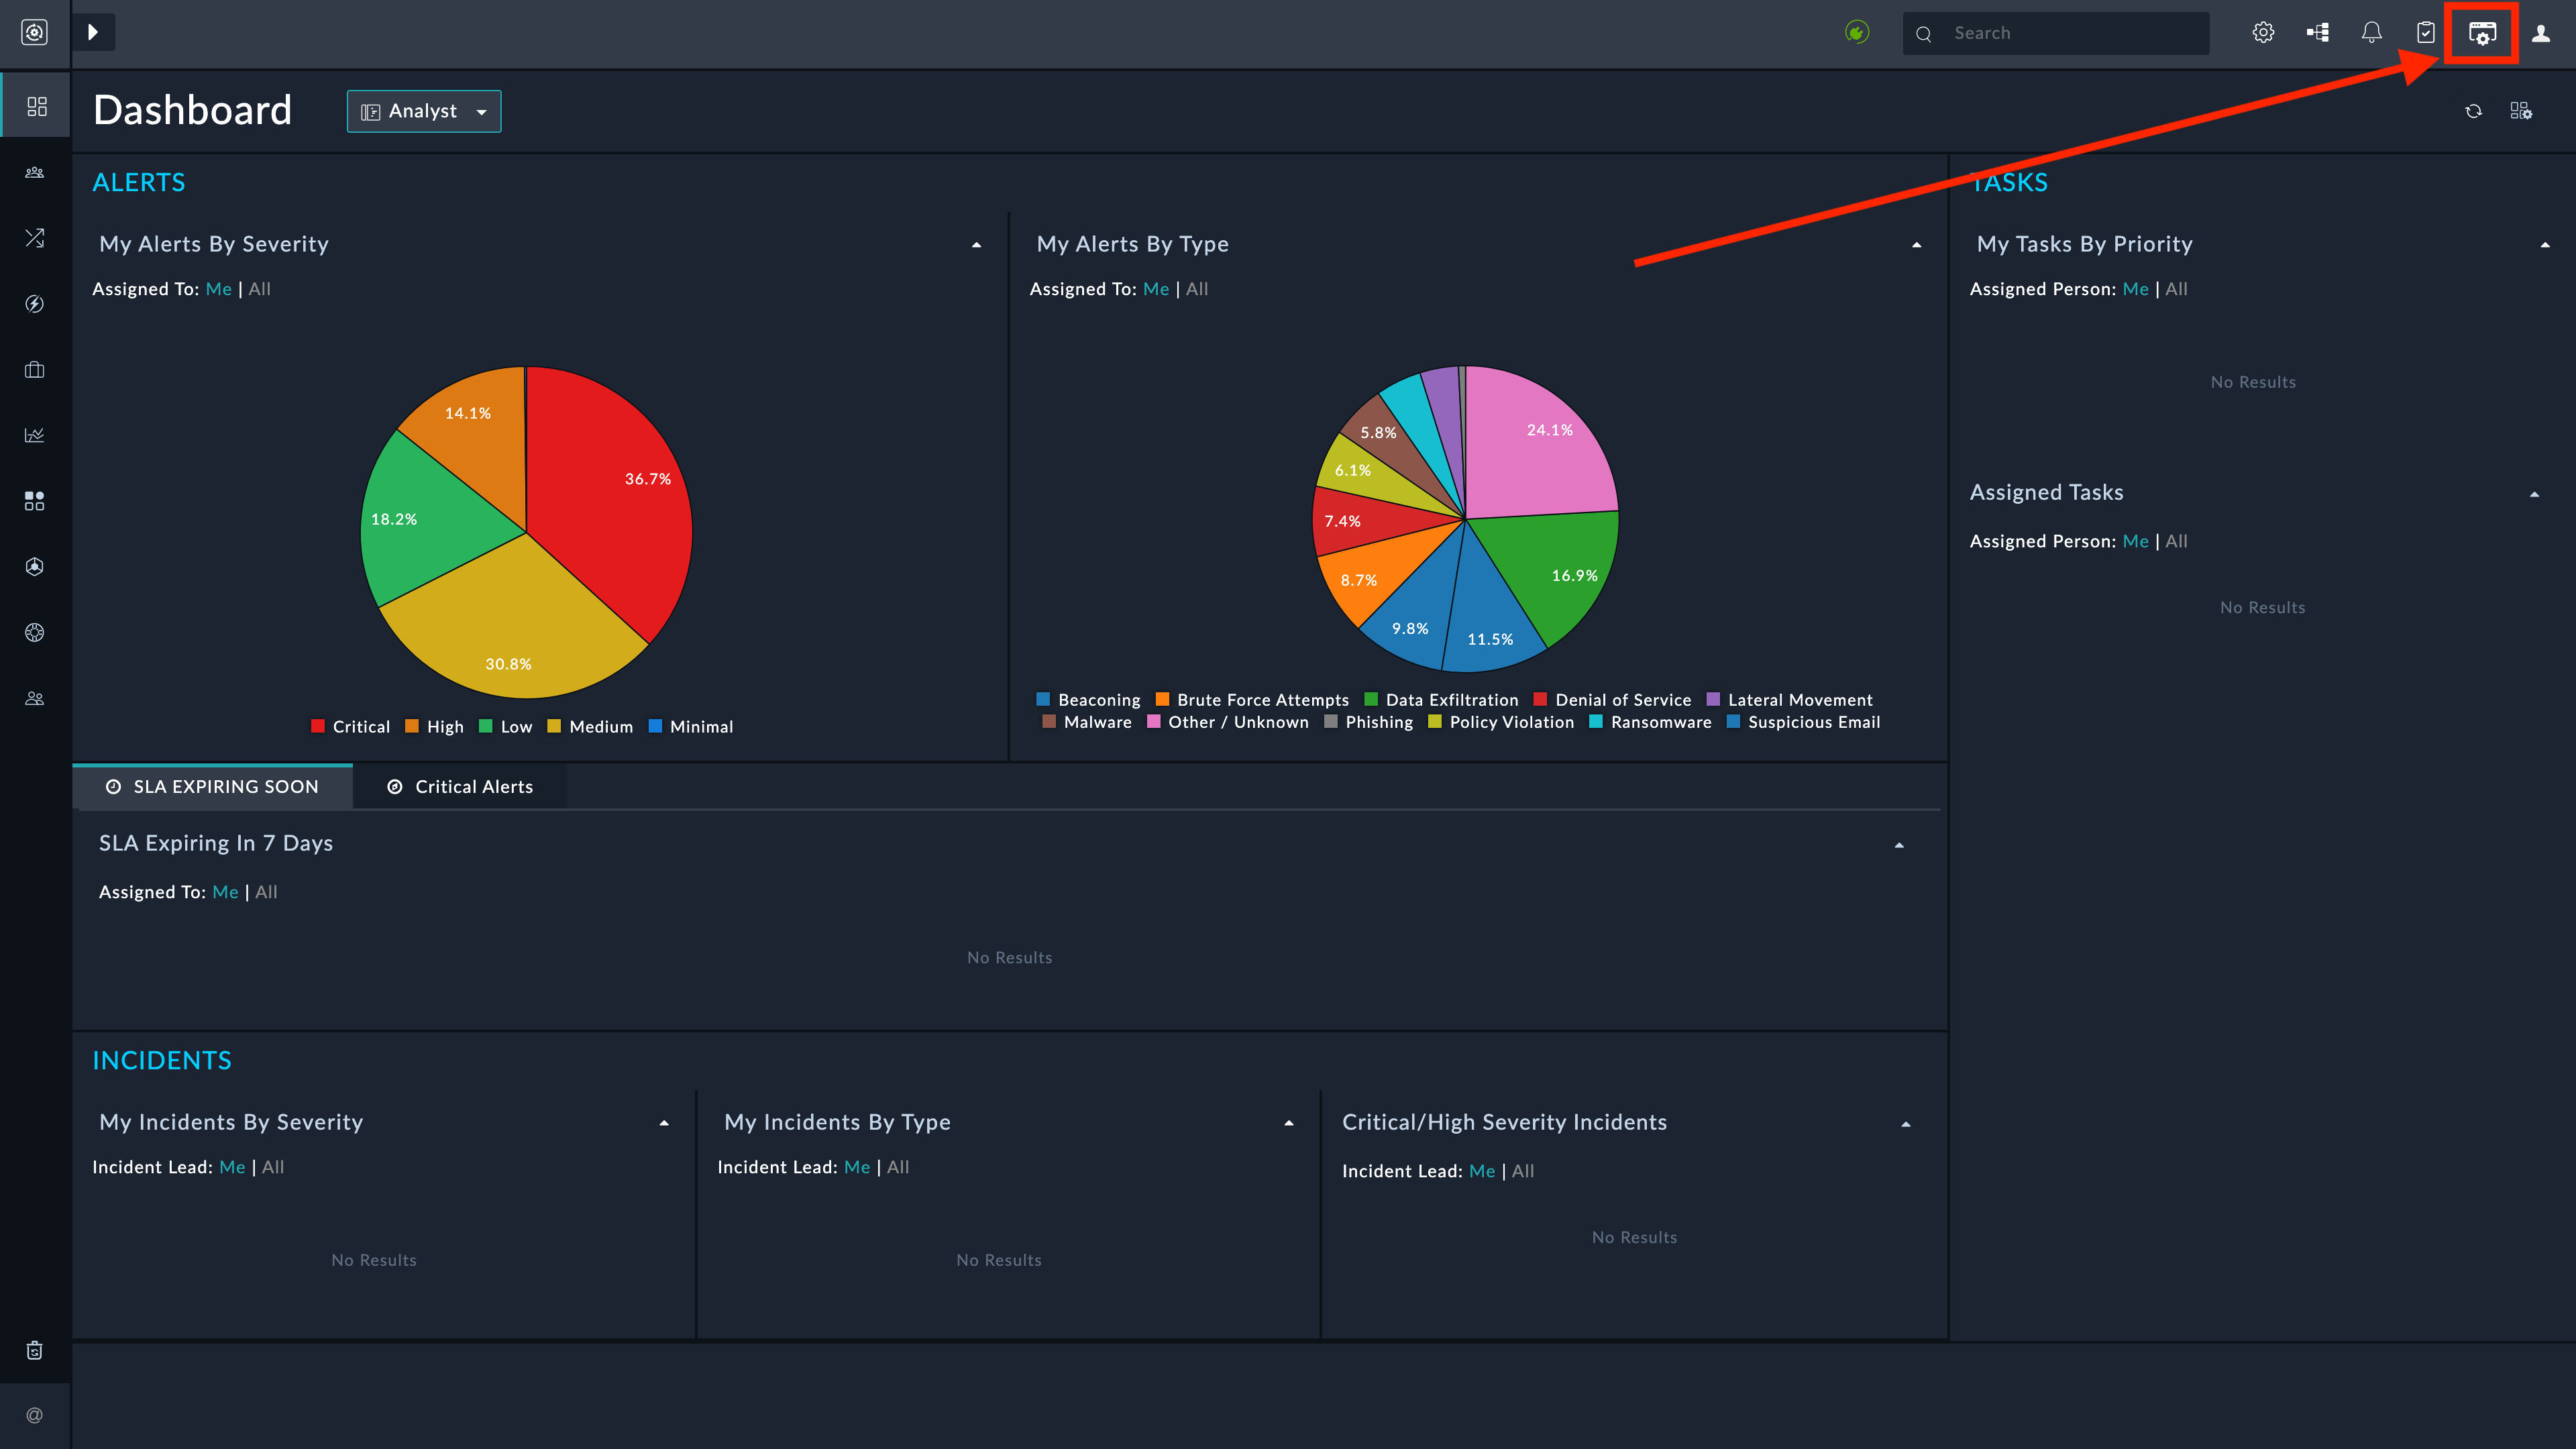 Search
Dashboard
Analyst
ALERTS
My Alerts By Severity
Assigned To: Me | All
36.7%
30.8%
18.2%
14.1%
Critical High Low Medium Minimal
My Alerts By Type
Assigned To: Me | All
24.1%
16.9%
11.5%
9.8%
8.7%
7.4%
6.1%
5.8%
Beaconing Brute Force Attempts Data Exfiltration Denial of Service Lateral Movement
Malware Other / Unknown Phishing Policy Violation Ransomware Suspicious Email
TASKS
My Tasks By Priority
Assigned Person: Me | All
No Results
Assigned Tasks
Assigned Person: Me | All
No Results
SLA EXPIRING SOON Critical Alerts
SLA Expiring In 7 Days
Assigned To: Me | All
No Results
INCIDENTS
My Incidents By Severity
Incident Lead: Me | All
No Results
My Incidents By Type
Incident Lead: Me | All
No Results
Critical/High Severity Incidents
Incident Lead: Me | All
No Results
@